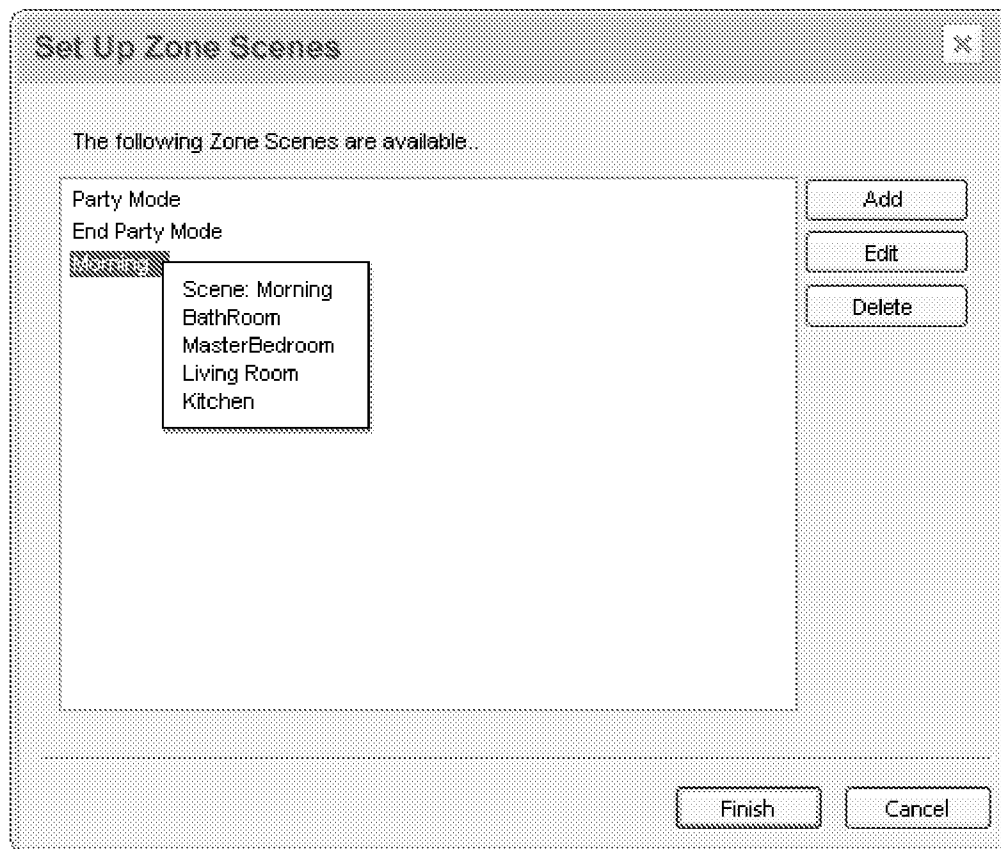 Set Up Zone Scenes
The following Zone Scenes are available..
Party Mode
End Party Mode
Morning
Scene: Morning
BathRoom
MasterBedroom
Living Room
Kitchen
Add
Edit
Delete
Finish
Cancel